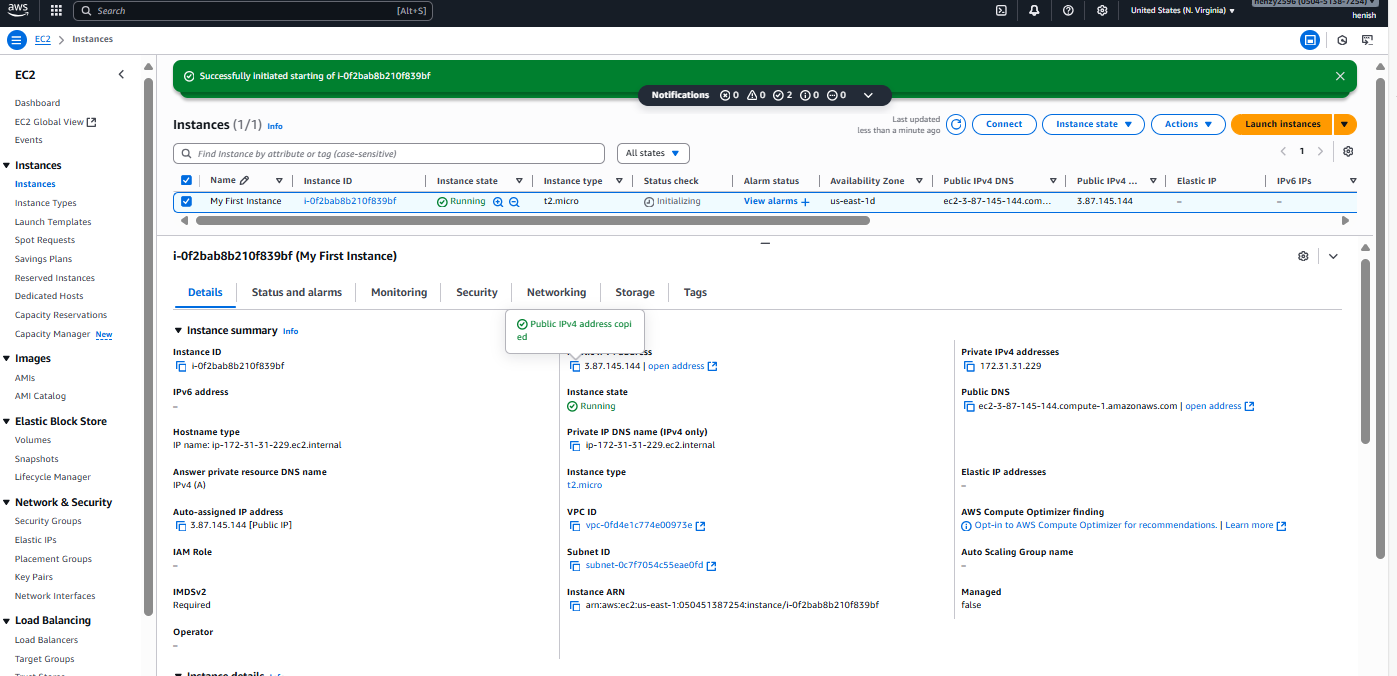 aws
Search [Alt+S]
United States (N. Virginia)
henish
EC2 > Instances
EC2
Dashboard
EC2 Global View
Events
Instances
Instances
Instance Types
Launch Templates
Spot Requests
Savings Plans
Reserved Instances
Dedicated Hosts
Capacity Reservations
Capacity Manager New
Images
AMIs
AMI Catalog
Elastic Block Store
Volumes
Snapshots
Lifecycle Manager
Network & Security
Security Groups
Elastic IPs
Placement Groups
Key Pairs
Network Interfaces
Load Balancing
Load Balancers
Target Groups
Successfully initiated starting of i-0f2bab8b210f839bf
Notifications 0 0 2 0 0
Instances (1/1) Info
Last updated
less than a minute ago
Connect Instance state Actions Launch instances
Find Instance by attribute or tag (case-sensitive) All states 1
Name Instance ID Instance state Instance type Status check Alarm status Availability Zone Public IPv4 DNS Public IPv4 ... Elastic IP IPv6 IPs
My First Instance i-0f2bab8b210f839bf Running t2.micro Initializing View alarms + us-east-1d ec2-3-87-145-144.com... 3.87.145.144 – –
i-0f2bab8b210f839bf (My First Instance)
Details Status and alarms Monitoring Security Networking Storage Tags
Public IPv4 address copi
ed
Instance summary Info
Instance ID
i-0f2bab8b210f839bf
3.87.145.144 | open address
Private IPv4 addresses
172.31.31.229
IPv6 address
–
Instance state
Running
Public DNS
ec2-3-87-145-144.compute-1.amazonaws.com | open address
Hostname type
IP name: ip-172-31-31-229.ec2.internal
Private IP DNS name (IPv4 only)
ip-172-31-31-229.ec2.internal
Answer private resource DNS name
IPv4 (A)
Instance type
t2.micro
Elastic IP addresses
–
Auto-assigned IP address
3.87.145.144 [Public IP]
VPC ID
vpc-0fd4e1c774e00973e
AWS Compute Optimizer finding
Opt-in to AWS Compute Optimizer for recommendations. | Learn more
IAM Role
–
Subnet ID
subnet-0c7f7054c55eae0fd
Auto Scaling Group name
–
IMDSv2
Required
Instance ARN
arn:aws:ec2:us-east-1:050451387254:instance/i-0f2bab8b210f839bf
Managed
false
Operator
–
Instance details